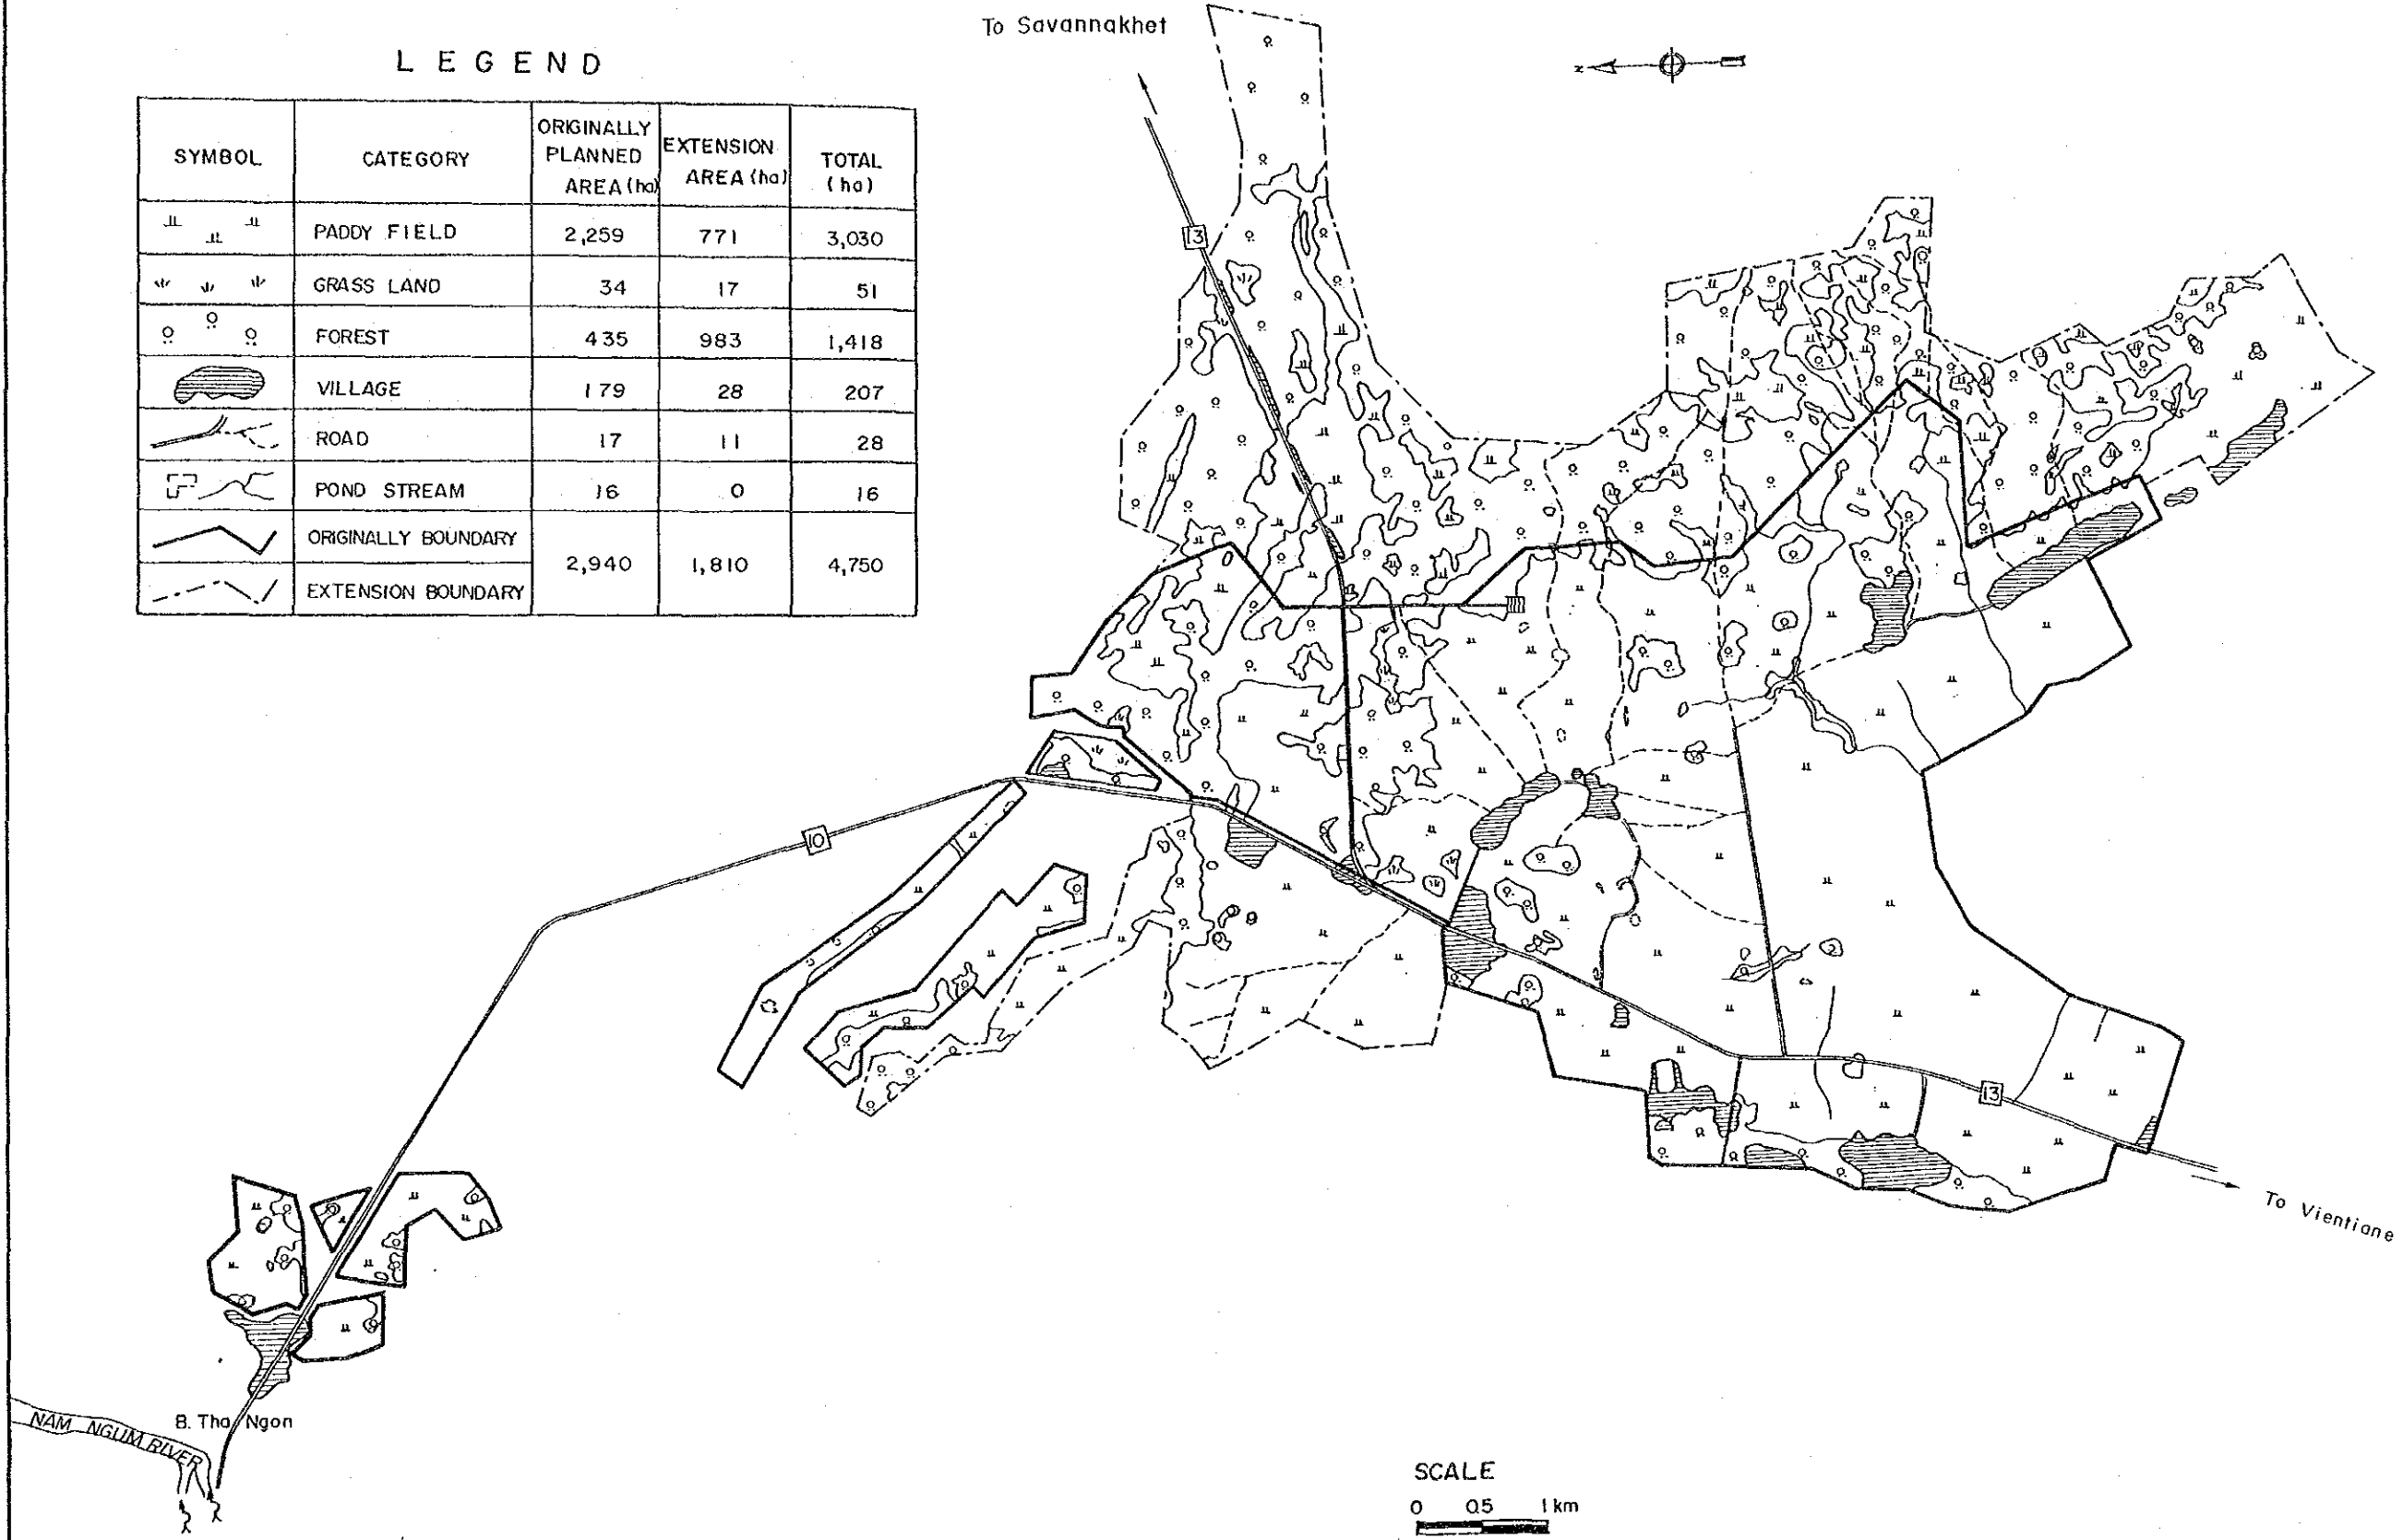 To Savannakhet
LEGEND
SYMBOL CATEGORY ORIGINALLY PLANNED AREA (ha) EXTENSION AREA (ha) TOTAL (ha)
PADDY FIELD 2,259 771 3,030
GRASS LAND 34 17 51
FOREST 435 983 1,418
VILLAGE 179 28 207
ROAD 17 11 28
POND STREAM 16 0 16
ORIGINALLY BOUNDARY 2,940 1,810 4,750
EXTENSION BOUNDARY
N
13
10
13
To Vientiane
B. Tha Ngon
NAM NGUM RIVER
SCALE
0 0.5 1 km